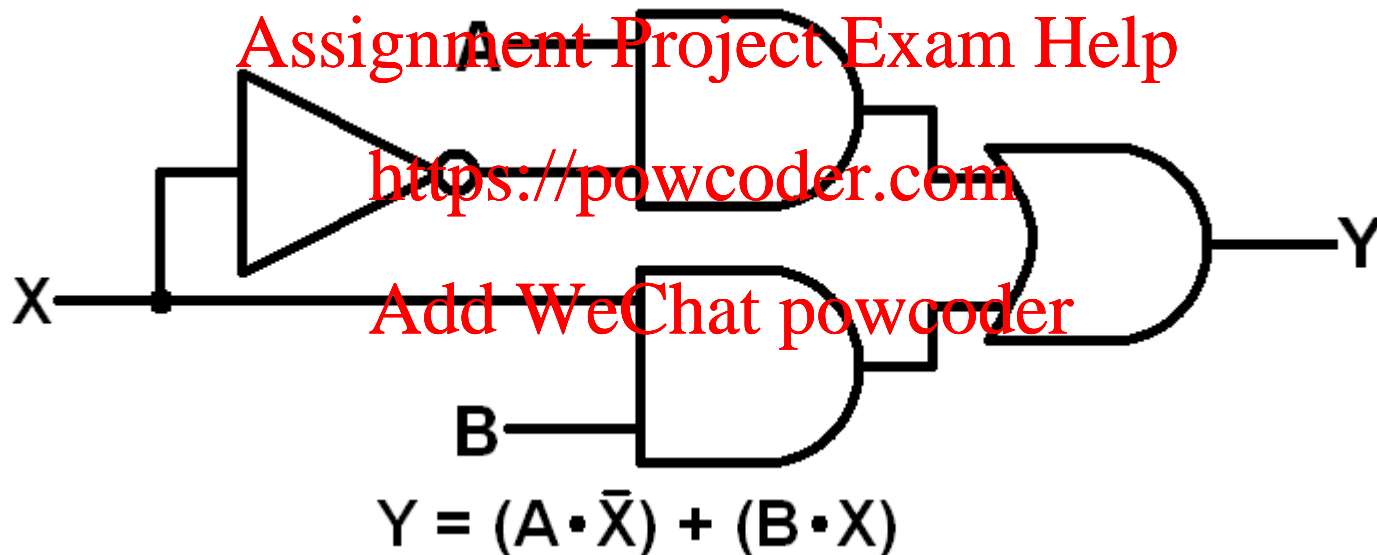 Assignment Project Exam Help
A
https://powcoder.com
Y
X
Add WeChat powcoder
B
Y = (A•X̅) + (B•X)